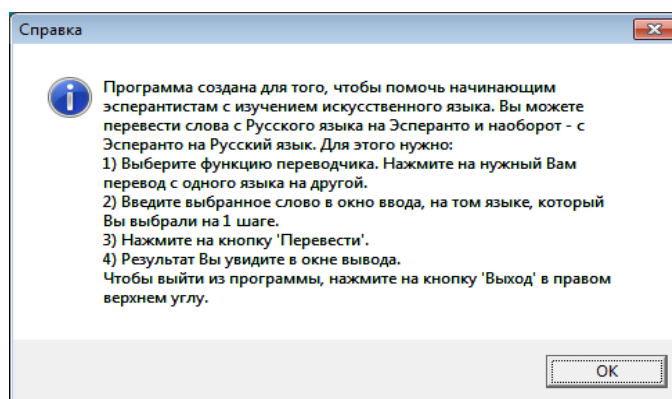 Справка
Программа создана для того, чтобы помочь начинающим
эсперантистам с изучением искусственного языка. Вы можете
перевести слова с Русского языка на Эсперанто и наоборот - с
Эсперанто на Русский язык. Для этого нужно:
1) Выберите функцию переводчика. Нажмите на нужный Вам
перевод с одного языка на другой.
2) Введите выбранное слово в окно ввода, на том языке, который
Вы выбрали на 1 шаге.
3) Нажмите на кнопку 'Перевести'.
4) Результат Вы увидите в окне вывода.
Чтобы выйти из программы, нажмите на кнопку 'Выход' в правом
верхнем углу.
OK